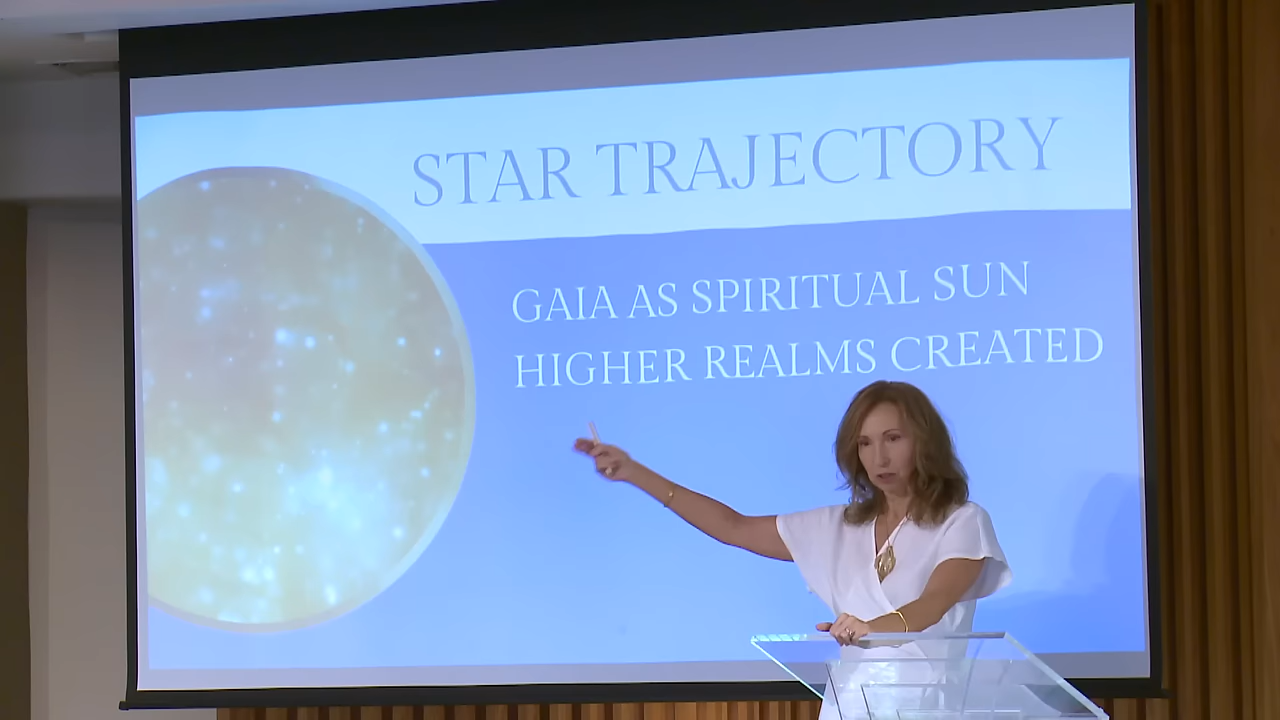 STAR TRAJECTORY
GAIA AS SPIRITUAL SUN
HIGHER REALMS CREATED